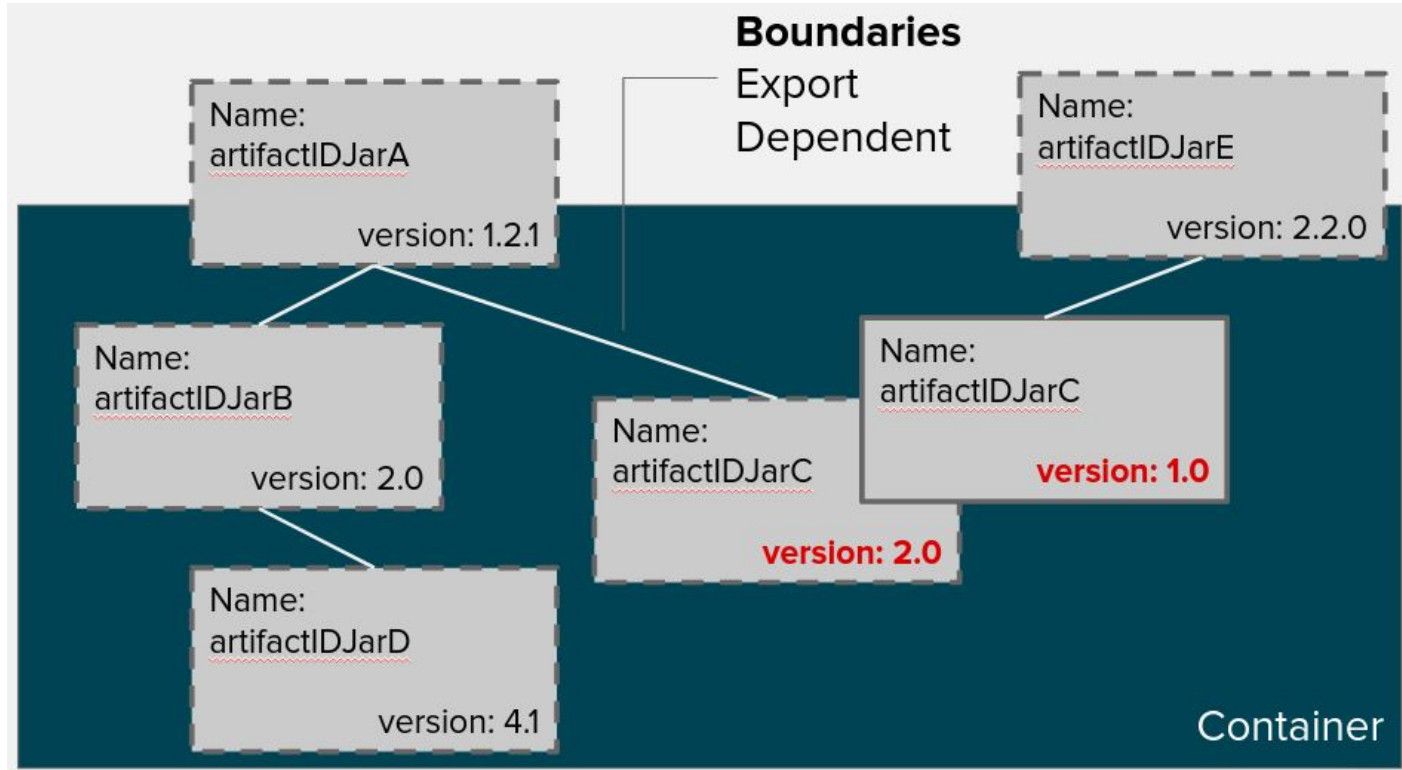 Boundaries
Export
Dependent
Name:
artifactIDJarA
version: 1.2.1
Name:
artifactIDJarE
version: 2.2.0
Name:
artifactIDJarB
version: 2.0
Name:
artifactIDJarC
version: 2.0
Name:
artifactIDJarC
version: 1.0
Name:
artifactIDJarD
version: 4.1
Container